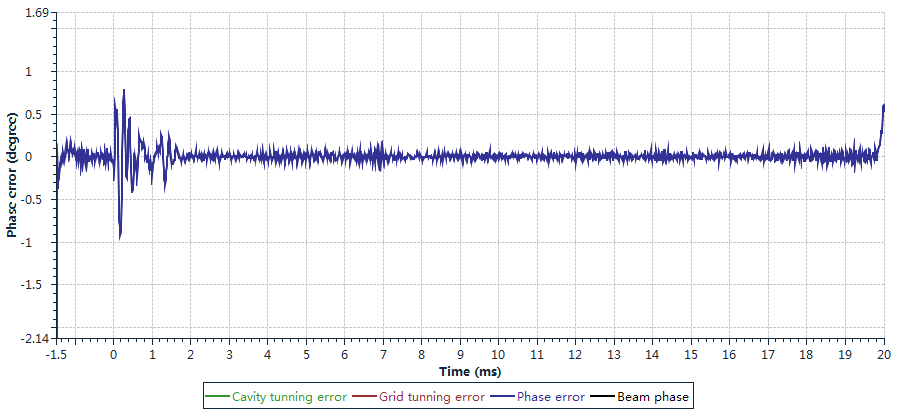 1.69
1
0.5
0
-0.5
-1
-1.5
-2.14
Phase error (degree)
-1.5 0 1 2 3 4 5 6 7 8 9 10 11 12 13 14 15 16 17 18 19 20
Time (ms)
Cavity tunning error Grid tunning error Phase error Beam phase